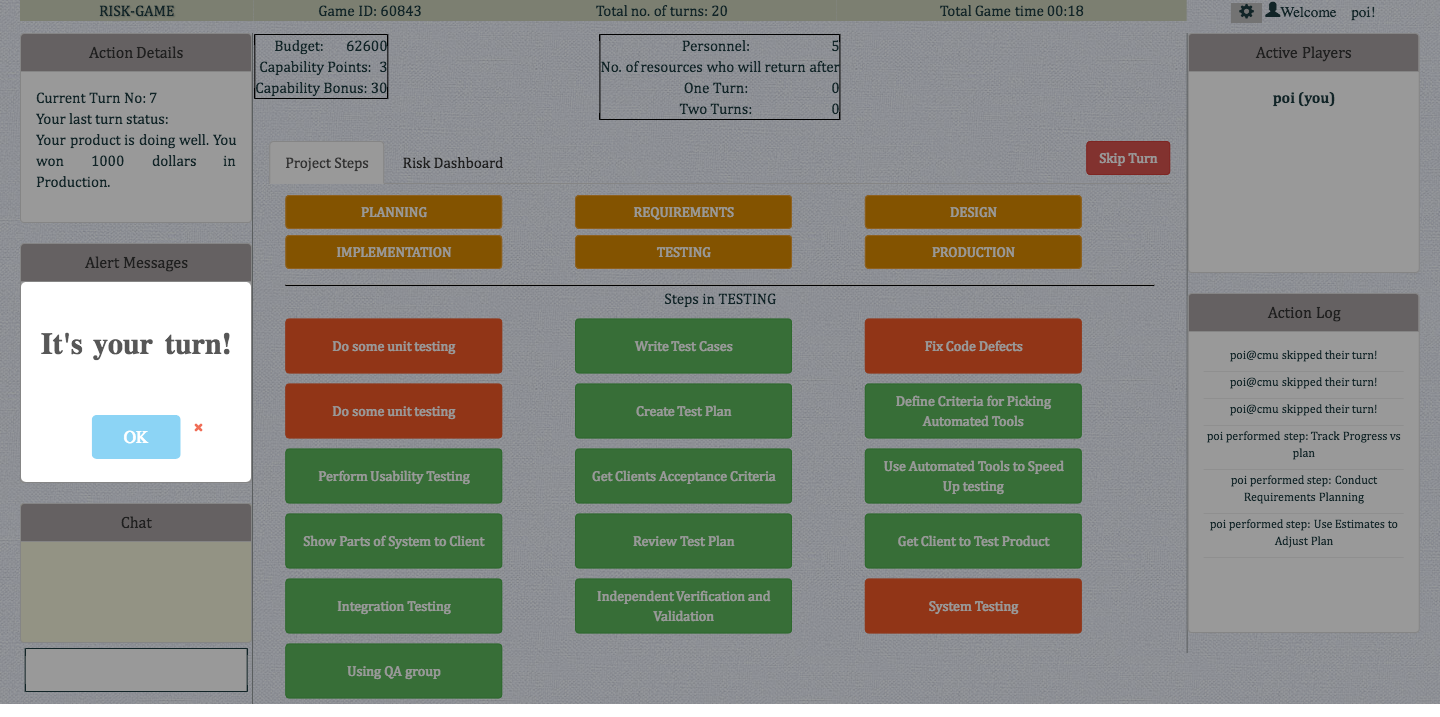 RISK-GAME
Game ID: 60843
Total no. of turns: 20
Total Game time 00:18
Welcome poi!
Action Details
Current Turn No: 7
Your last turn status:
Your product is doing well. You
won 1000 dollars in
Production.
Budget: 62600
Capability Points: 3
Capability Bonus: 30
Personnel: 5
No. of resources who will return after
One Turn: 0
Two Turns: 0
Project Steps
Risk Dashboard
Skip Turn
PLANNING
REQUIREMENTS
DESIGN
IMPLEMENTATION
TESTING
PRODUCTION
Steps in TESTING
Do some unit testing
Write Test Cases
Fix Code Defects
Do some unit testing
Create Test Plan
Define Criteria for Picking
Automated Tools
Perform Usability Testing
Get Clients Acceptance Criteria
Use Automated Tools to Speed
Up testing
Show Parts of System to Client
Review Test Plan
Get Client to Test Product
Integration Testing
Independent Verification and
Validation
System Testing
Using QA group
Alert Messages
It's your turn!
OK
Chat
Active Players
poi (you)
Action Log
poi@cmu skipped their turn!
poi@cmu skipped their turn!
poi@cmu skipped their turn!
poi performed step: Track Progress vs
plan
poi performed step: Conduct
Requirements Planning
poi performed step: Use Estimates to
Adjust Plan